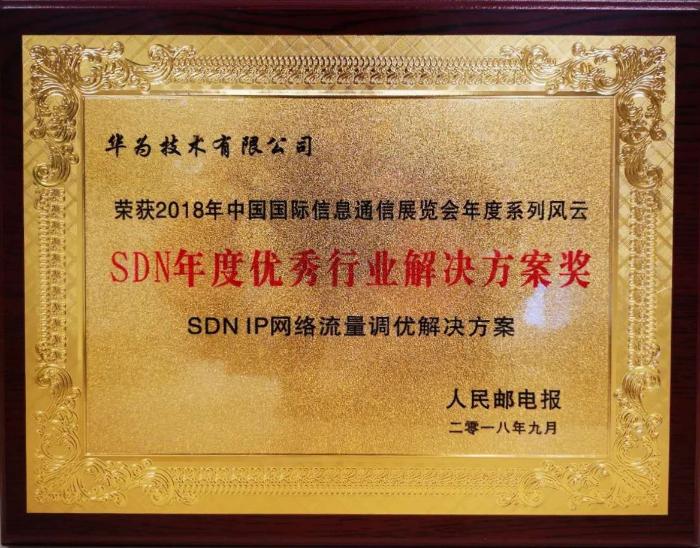 华为技术有限公司
荣获2018年中国国际信息通信展览会年度系列风云
SDN年度优秀行业解决方案奖
SDN IP网络流量调优解决方案
人民邮电报
二零一八年九月